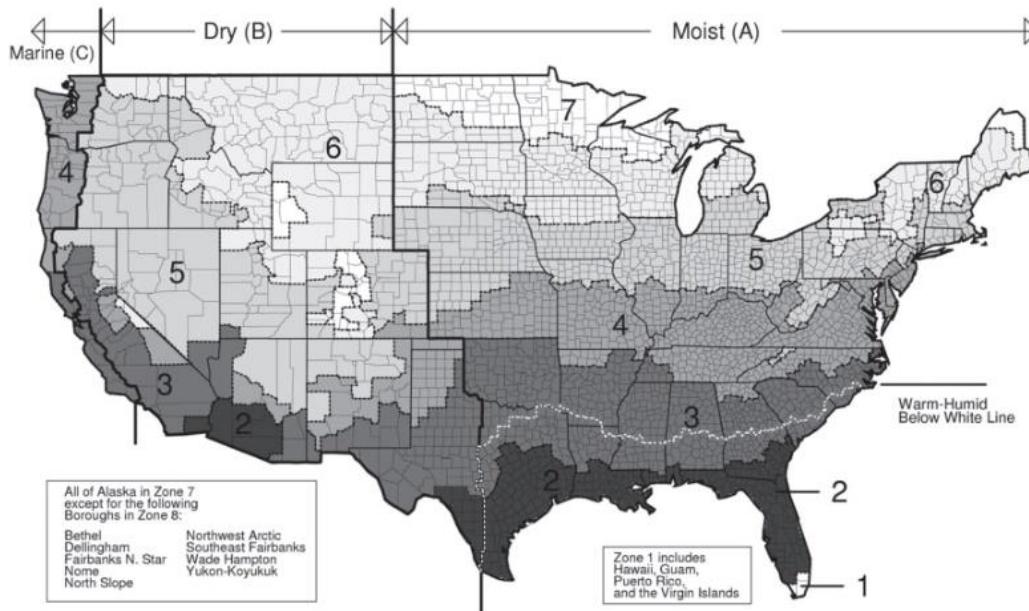 Marine (C)
Dry (B)
Moist (A)
7
6
4
6
5
5
4
3
3
Warm-Humid
Below White Line
2
2
2
1
All of Alaska in Zone 7
except for the following
Boroughs in Zone 8:
Bethel Northwest Arctic
Dellingham Southeast Fairbanks
Fairbanks N. Star Wade Hampton
Nome Yukon-Koyukuk
North Slope
Zone 1 includes
Hawaii, Guam,
Puerto Rico,
and the Virgin Islands